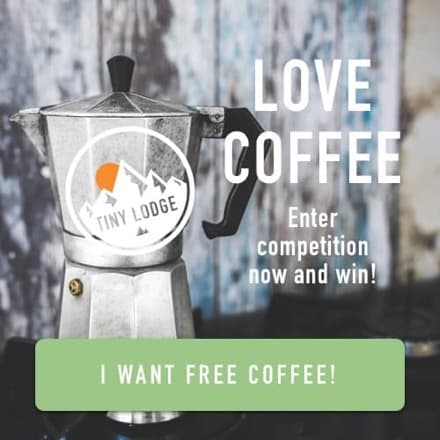 LOVE
COFFEE
TINY LODGE
Enter
competition
now and win!
I WANT FREE COFFEE!